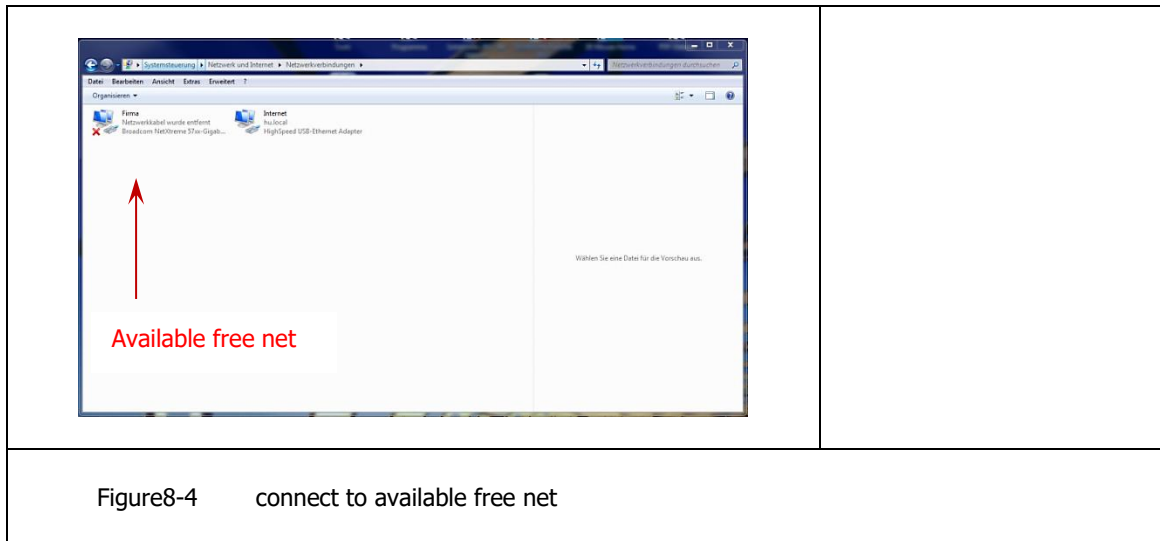 Systemsteuerung ▸ Netzwerk und Internet ▸ Netzwerkverbindungen ▸
Netzwerkverbindungen durchsuchen
Datei Bearbeiten Ansicht Extras Erweitert ?
Organisieren
Firma
Netzwerkkabel wurde entfernt
Broadcom NetXtreme 57xx-Gigab...
Internet
hu.local
HighSpeed USB-Ethernet Adapter
Wählen Sie eine Datei für die Vorschau aus.
Available free net
Figure8-4 connect to available free net